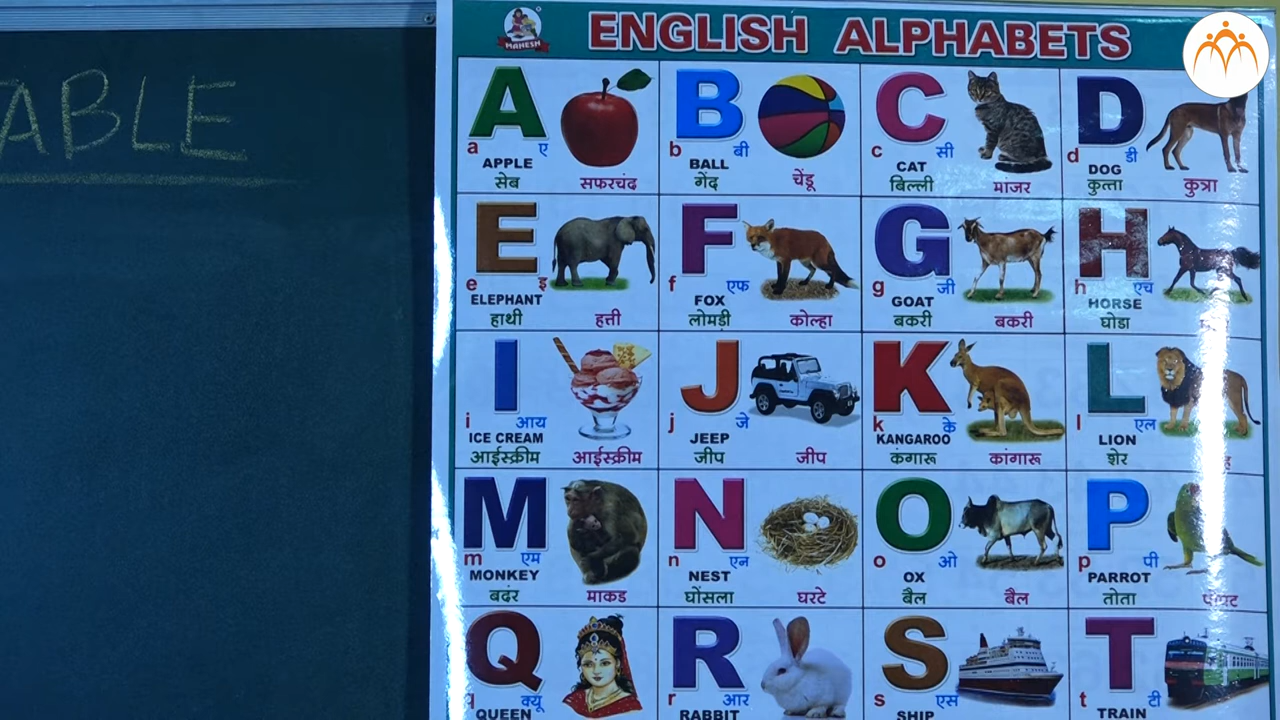 ABLE
MAHESH
ENGLISH ALPHABETS
A a ए
APPLE
सेब सफरचंद
B b बी
BALL
गेंद चेंडू
C c सी
CAT
बिल्ली मांजर
D d डी
DOG
कुत्ता कुत्रा
E e इ
ELEPHANT
हाथी हत्ती
F f एफ
FOX
लोमड़ी कोल्हा
G g जी
GOAT
बकरी बकरी
H h एच
HORSE
घोडा
I i आय
ICE CREAM
आईस्क्रीम आईस्क्रीम
J j जे
JEEP
जीप जीप
K k के
KANGAROO
कंगारू कांगारू
L l एल
LION
शेर
M m एम
MONKEY
बदंर माकड
N n एन
NEST
घोंसला घरटे
O o ओ
OX
बैल बैल
P p पी
PARROT
तोता
Q q क्यू
QUEEN
R r आर
RABBIT
S s एस
SHIP
T t टी
TRAIN